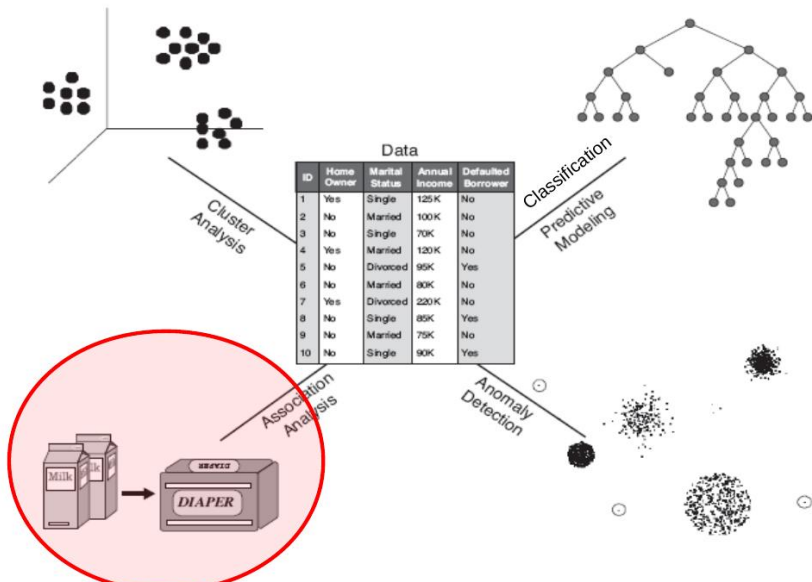 Data
ID Home Owner Marital Status Annual Income Defaulted Borrower
1 Yes Single 125K No
2 No Married 100K No
3 No Single 70K No
4 Yes Married 120K No
5 No Divorced 95K Yes
6 No Married 80K No
7 Yes Divorced 220K No
8 No Single 85K Yes
9 No Married 75K No
10 No Single 90K Yes
Cluster
Analysis
Classification
Predictive
Modeling
Association
Analysis
Anomaly
Detection
Milk
Milk
DIAPER
DIAPER